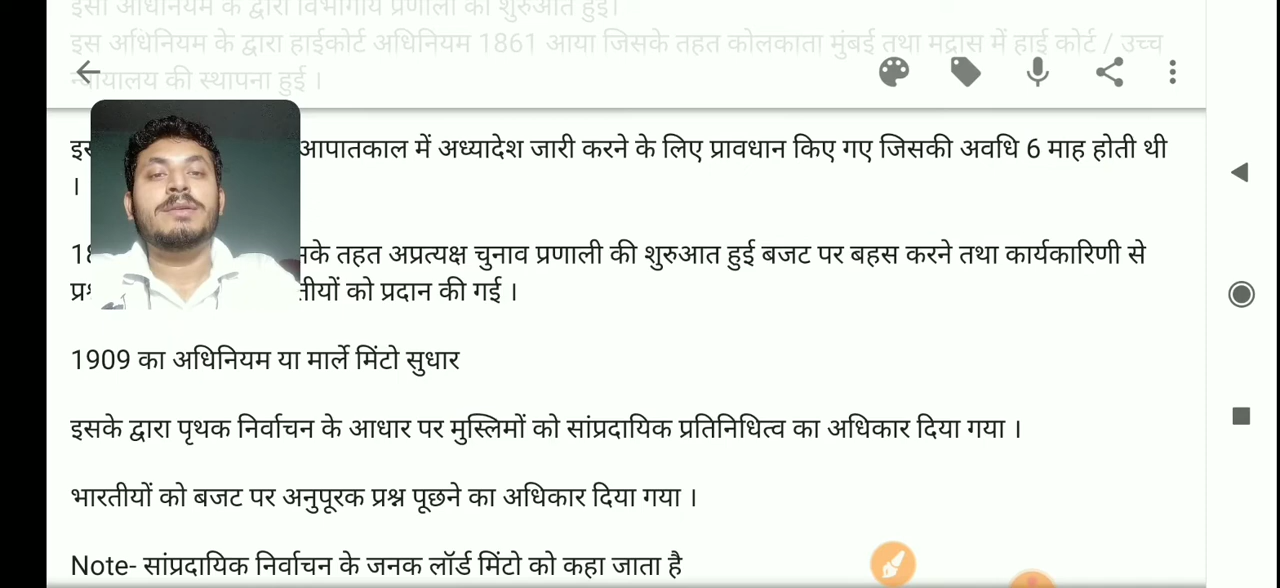 इसी अधिनियम के द्वारा विभागीय प्रणाली की शुरुआत हुई।
इस अधिनियम के द्वारा हाईकोर्ट अधिनियम 1861 आया जिसके तहत कोलकाता मुंबई तथा मद्रास में हाई कोर्ट / उच्च
न्यायालय की स्थापना हुई ।
आपातकाल में अध्यादेश जारी करने के लिए प्रावधान किए गए जिसकी अवधि 6 माह होती थी
।
तहत अप्रत्यक्ष चुनाव प्रणाली की शुरुआत हुई बजट पर बहस करने तथा कार्यकारिणी से
को प्रदान की गई ।
1909 का अधिनियम या मार्ले मिंटो सुधार
इसके द्वारा पृथक निर्वाचन के आधार पर मुस्लिमों को सांप्रदायिक प्रतिनिधित्व का अधिकार दिया गया ।
भारतीयों को बजट पर अनुपूरक प्रश्न पूछने का अधिकार दिया गया ।
Note- सांप्रदायिक निर्वाचन के जनक लॉर्ड मिंटो को कहा जाता है